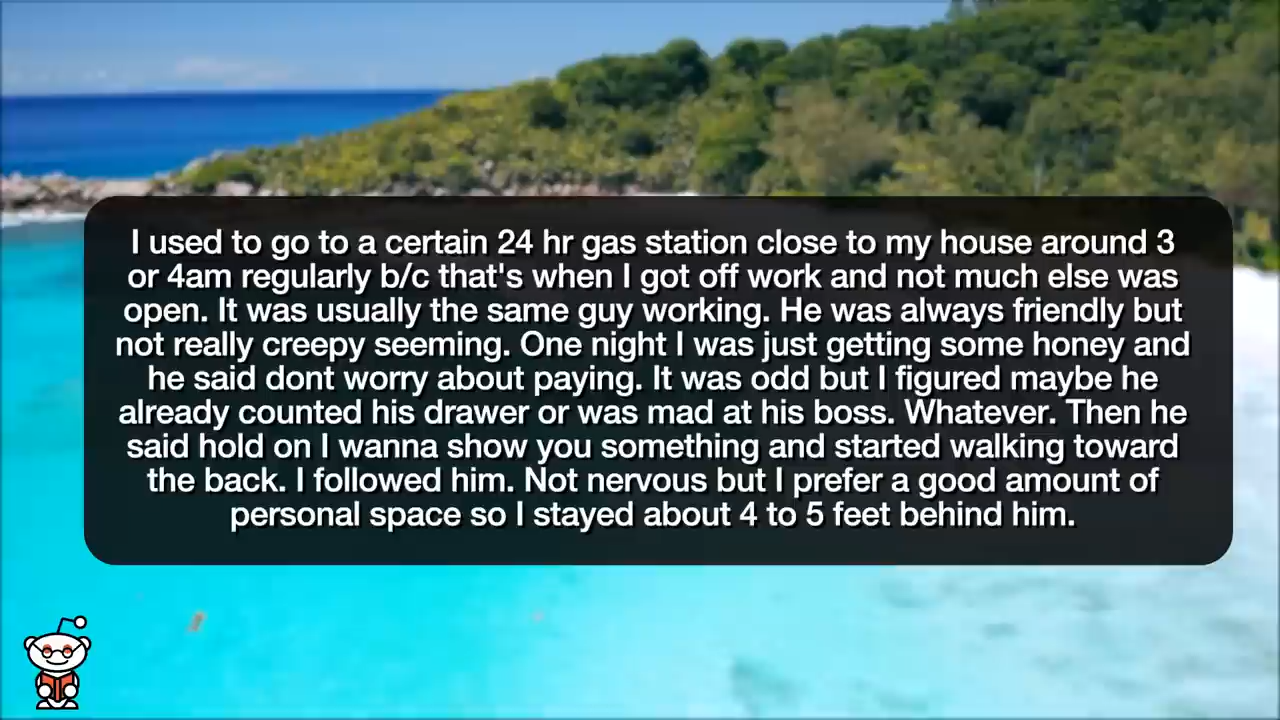 I used to go to a certain 24 hr gas station close to my house around 3
or 4am regularly b/c that's when I got off work and not much else was
open. It was usually the same guy working. He was always friendly but
not really creepy seeming. One night I was just getting some honey and
he said dont worry about paying. It was odd but I figured maybe he
already counted his drawer or was mad at his boss. Whatever. Then he
said hold on I wanna show you something and started walking toward
the back. I followed him. Not nervous but I prefer a good amount of
personal space so I stayed about 4 to 5 feet behind him.